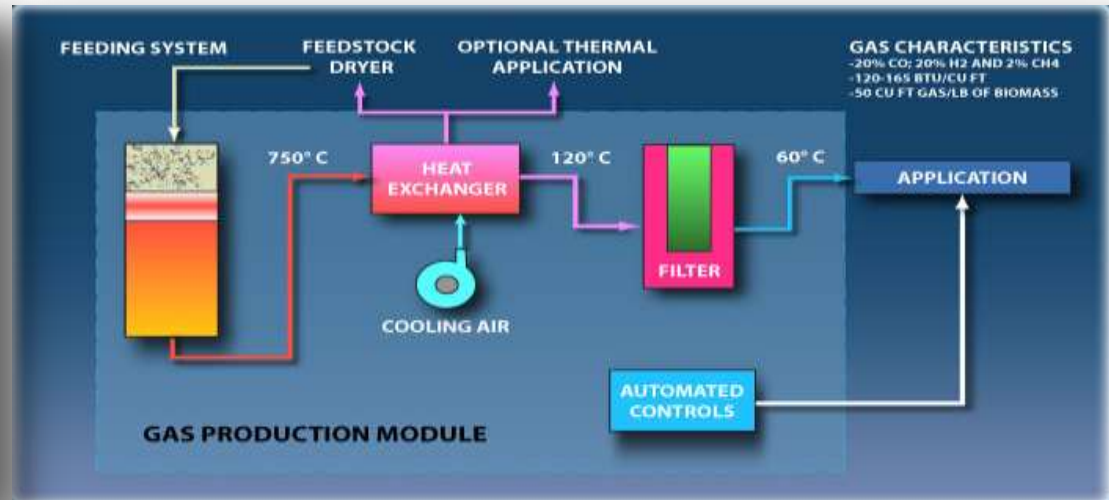 FEEDING SYSTEM
FEEDSTOCK
DRYER
OPTIONAL THERMAL
APPLICATION
GAS CHARACTERISTICS
-20% CO; 20% H2 AND 2% CH4
-120-165 BTU/CU FT
-50 CU FT GAS/LB OF BIOMASS
750° C
HEAT
EXCHANGER
120° C
60° C
APPLICATION
FILTER
COOLING AIR
AUTOMATED
CONTROLS
GAS PRODUCTION MODULE